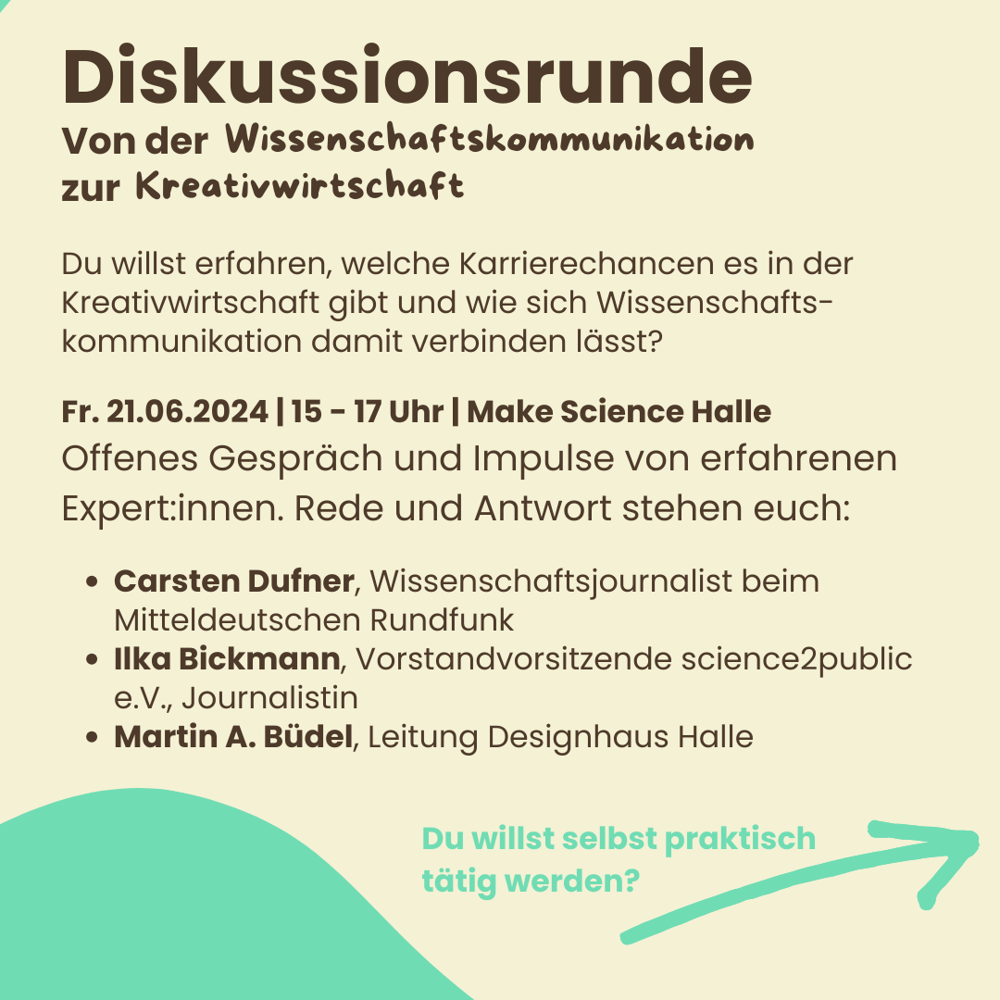 Diskussionsrunde
Von der Wissenschaftskommunikation
zur Kreativwirtschaft
Du willst erfahren, welche Karrierechancen es in der
Kreativwirtschaft gibt und wie sich Wissenschafts-
kommunikation damit verbinden lässt?
Fr. 21.06.2024 | 15 - 17 Uhr | Make Science Halle
Offenes Gespräch und Impulse von erfahrenen
Expert:innen. Rede und Antwort stehen euch:
• Carsten Dufner, Wissenschaftsjournalist beim
Mitteldeutschen Rundfunk
• Ilka Bickmann, Vorstandvorsitzende science2public
e.V., Journalistin
• Martin A. Büdel, Leitung Designhaus Halle
Du willst selbst praktisch
tätig werden?